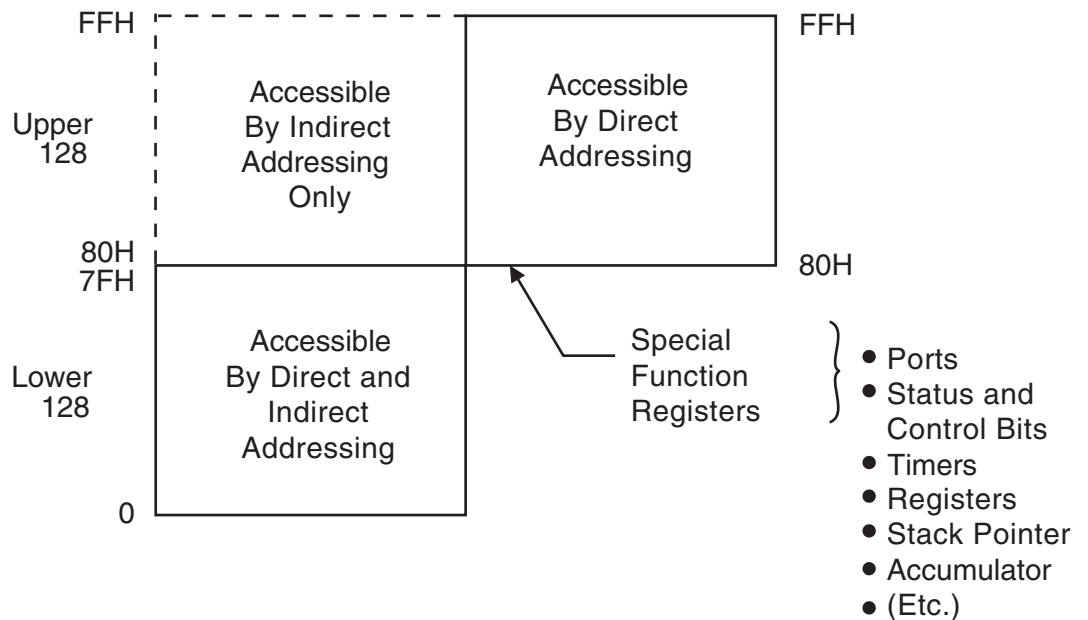 FFH
FFH
Upper
128
Accessible
By Indirect
Addressing
Only
Accessible
By Direct
Addressing
80H
7FH
80H
Lower
128
Accessible
By Direct and
Indirect
Addressing
0
Special
Function
Registers
• Ports
• Status and
Control Bits
• Timers
• Registers
• Stack Pointer
• Accumulator
• (Etc.)